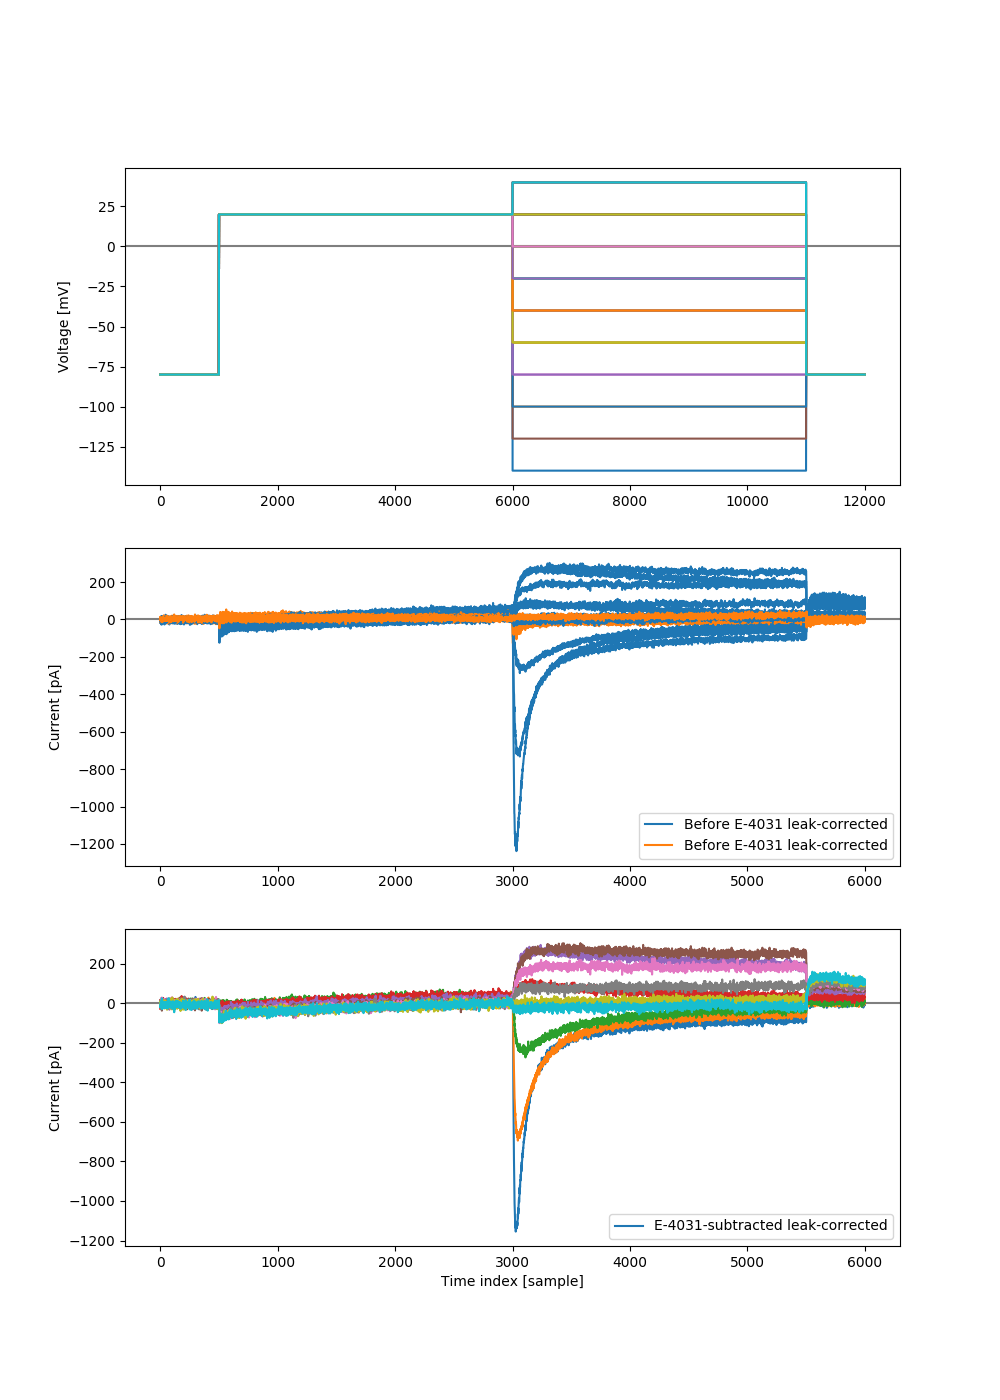 25
0
−25
−50
−75
−100
−125
Voltage [mV]
0 2000 4000 6000 8000 10000 12000
200
0
−200
−400
−600
−800
−1000
−1200
Current [pA]
Before E-4031 leak-corrected
Before E-4031 leak-corrected
0 1000 2000 3000 4000 5000 6000
200
0
−200
−400
−600
−800
−1000
−1200
Current [pA]
E-4031-subtracted leak-corrected
0 1000 2000 3000 4000 5000 6000
Time index [sample]